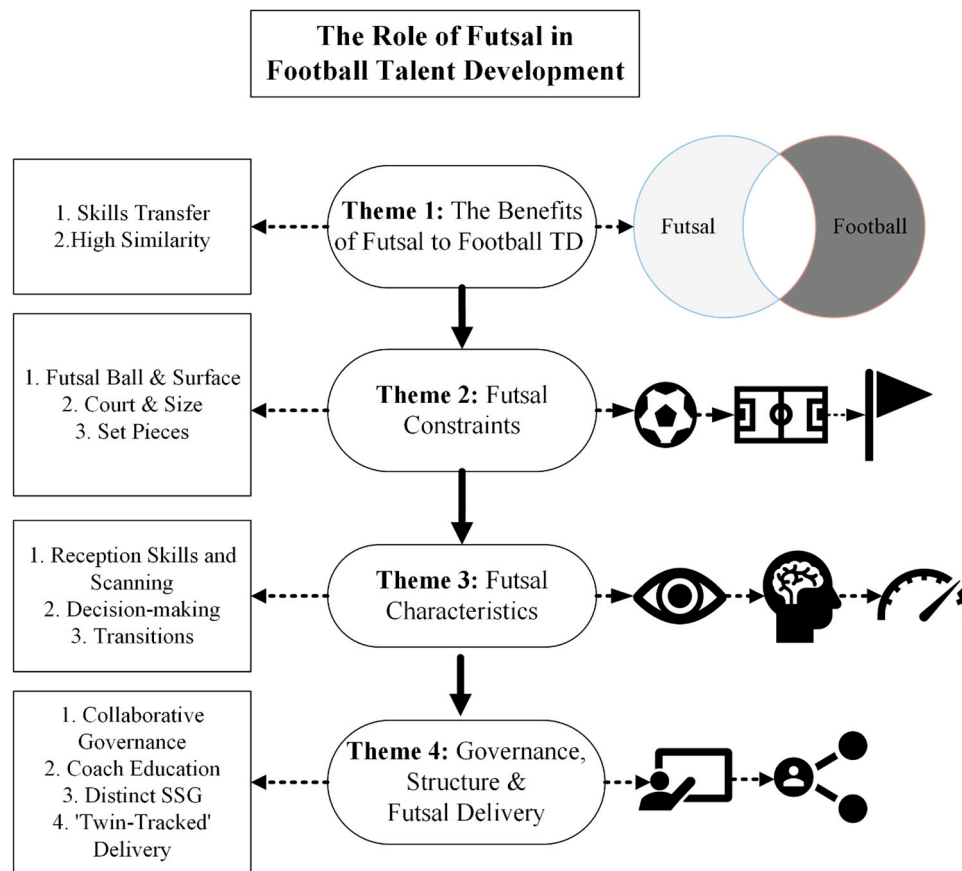 The Role of Futsal in
Football Talent Development
1. Skills Transfer
2.High Similarity
Theme 1: The Benefits
of Futsal to Football TD
Futsal
Football
1. Futsal Ball & Surface
2. Court & Size
3. Set Pieces
Theme 2: Futsal
Constraints
1. Reception Skills and
Scanning
2. Decision-making
3. Transitions
Theme 3: Futsal
Characteristics
1. Collaborative
Governance
2. Coach Education
3. Distinct SSG
4. 'Twin-Tracked'
Delivery
Theme 4: Governance,
Structure &
Futsal Delivery